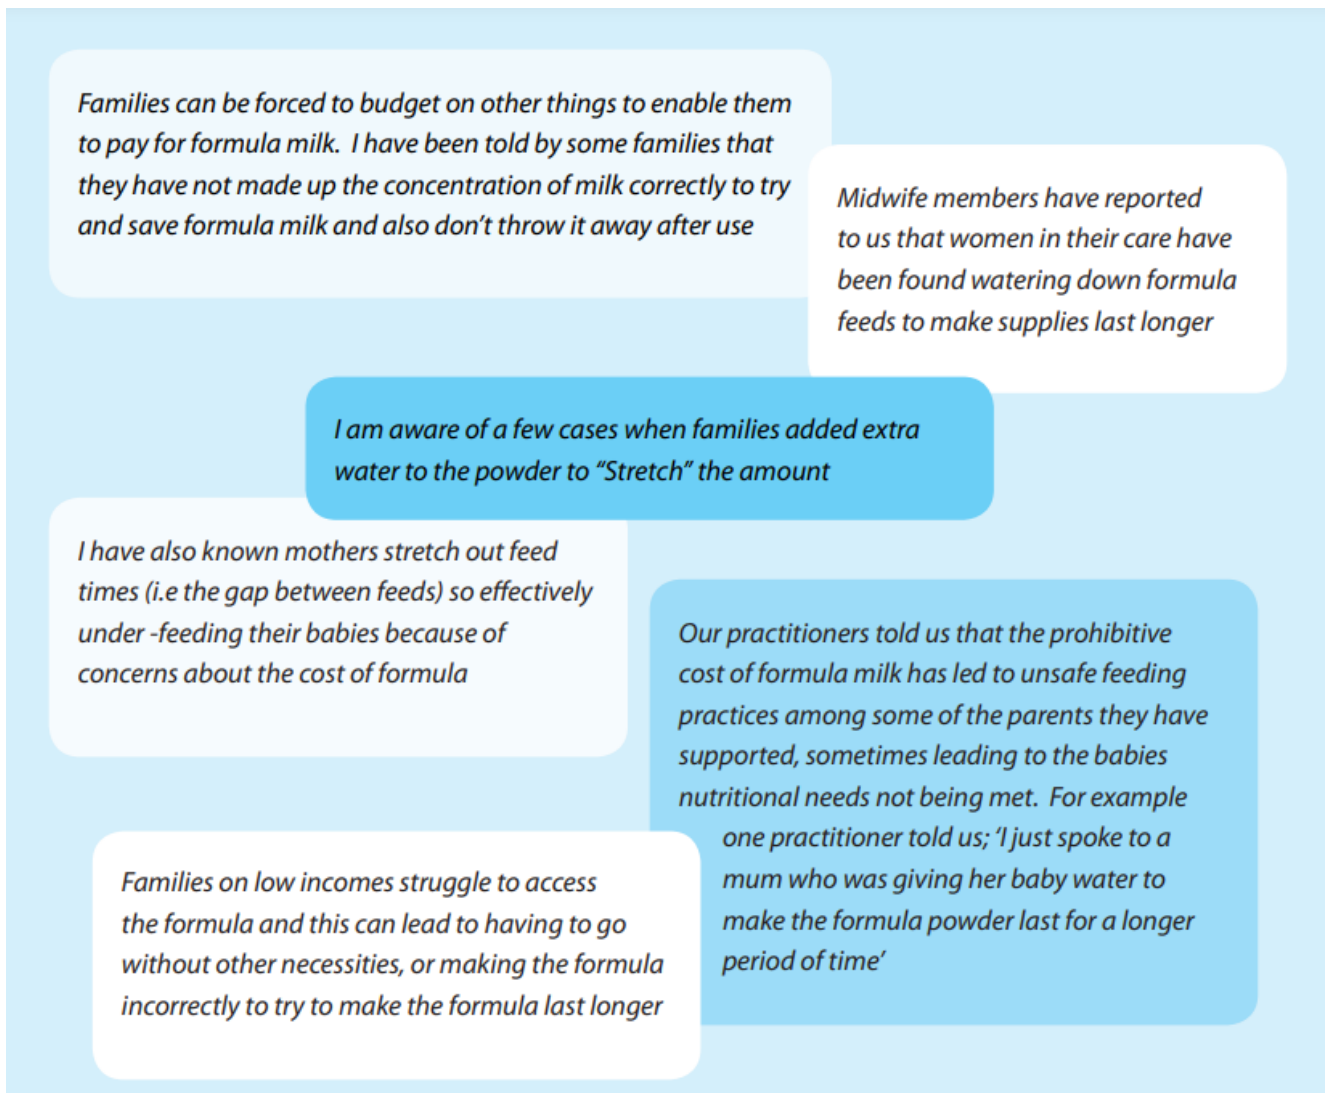 Families can be forced to budget on other things to enable them
to pay for formula milk.  I have been told by some families that
they have not made up the concentration of milk correctly to try
and save formula milk and also don’t throw it away after use
Midwife members have reported
to us that women in their care have
been found watering down formula
feeds to make supplies last longer
I am aware of a few cases when families added extra
water to the powder to “Stretch” the amount
I have also known mothers stretch out feed
times (i.e the gap between feeds) so effectively
under -feeding their babies because of
concerns about the cost of formula
Our practitioners told us that the prohibitive
cost of formula milk has led to unsafe feeding
practices among some of the parents they have
supported, sometimes leading to the babies
nutritional needs not being met.  For example
one practitioner told us; ‘I just spoke to a
mum who was giving her baby water to
make the formula powder last for a longer
period of time’
Families on low incomes struggle to access
the formula and this can lead to having to go
without other necessities, or making the formula
incorrectly to try to make the formula last longer